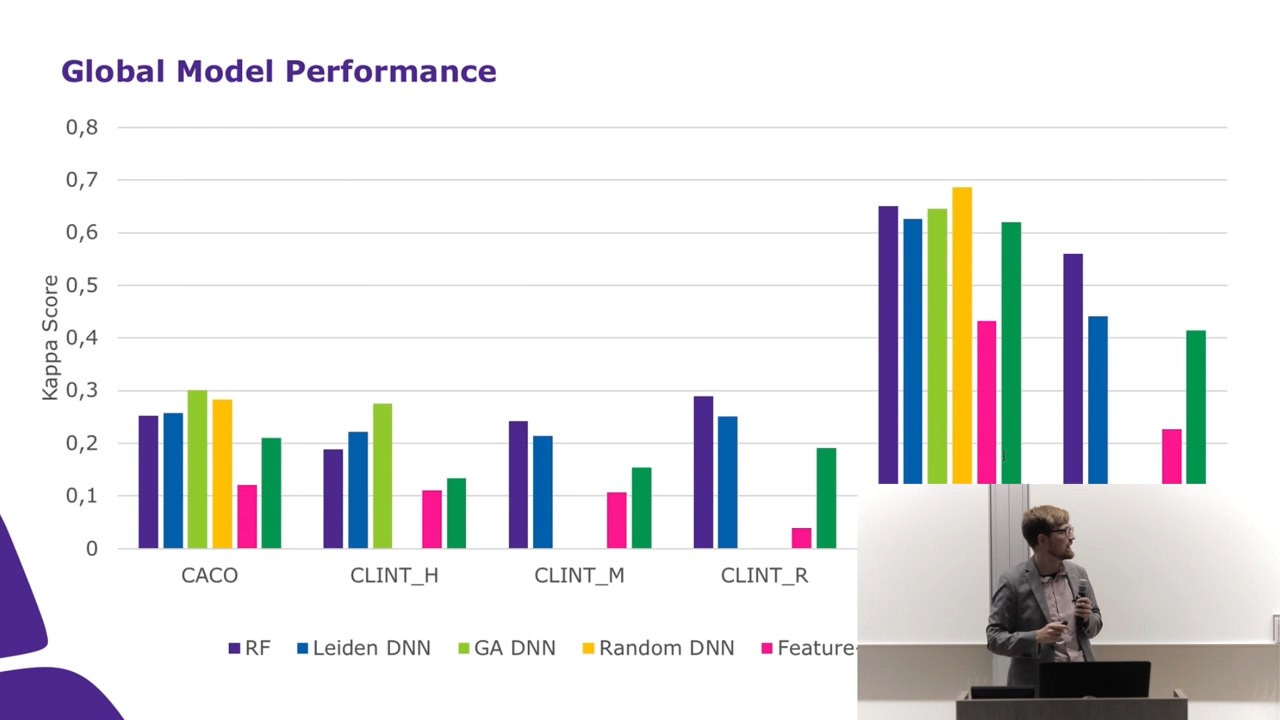 Global Model Performance
0,8
0,7
0,6
0,5
0,4
0,3
0,2
0,1
0
Kappa Score
CACO
CLINT_H
CLINT_M
CLINT_R
RF
Leiden DNN
GA DNN
Random DNN
Feature-